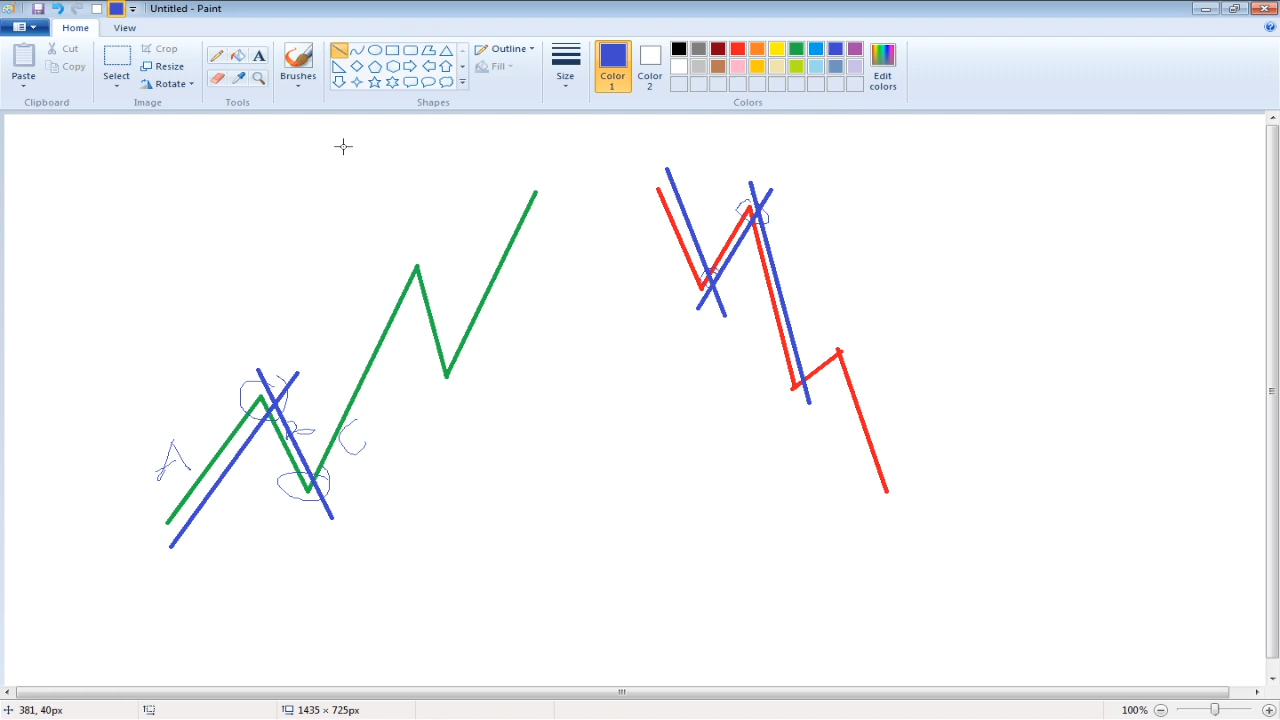 Untitled - Paint
Home
View
Paste
Cut
Copy
Clipboard
Select
Crop
Resize
Rotate
Image
A
Tools
Brushes
Outline
Fill
Shapes
Size
Color 1
Color 2
Edit colors
Colors
A
C
381, 40px
1435 × 725px
100%